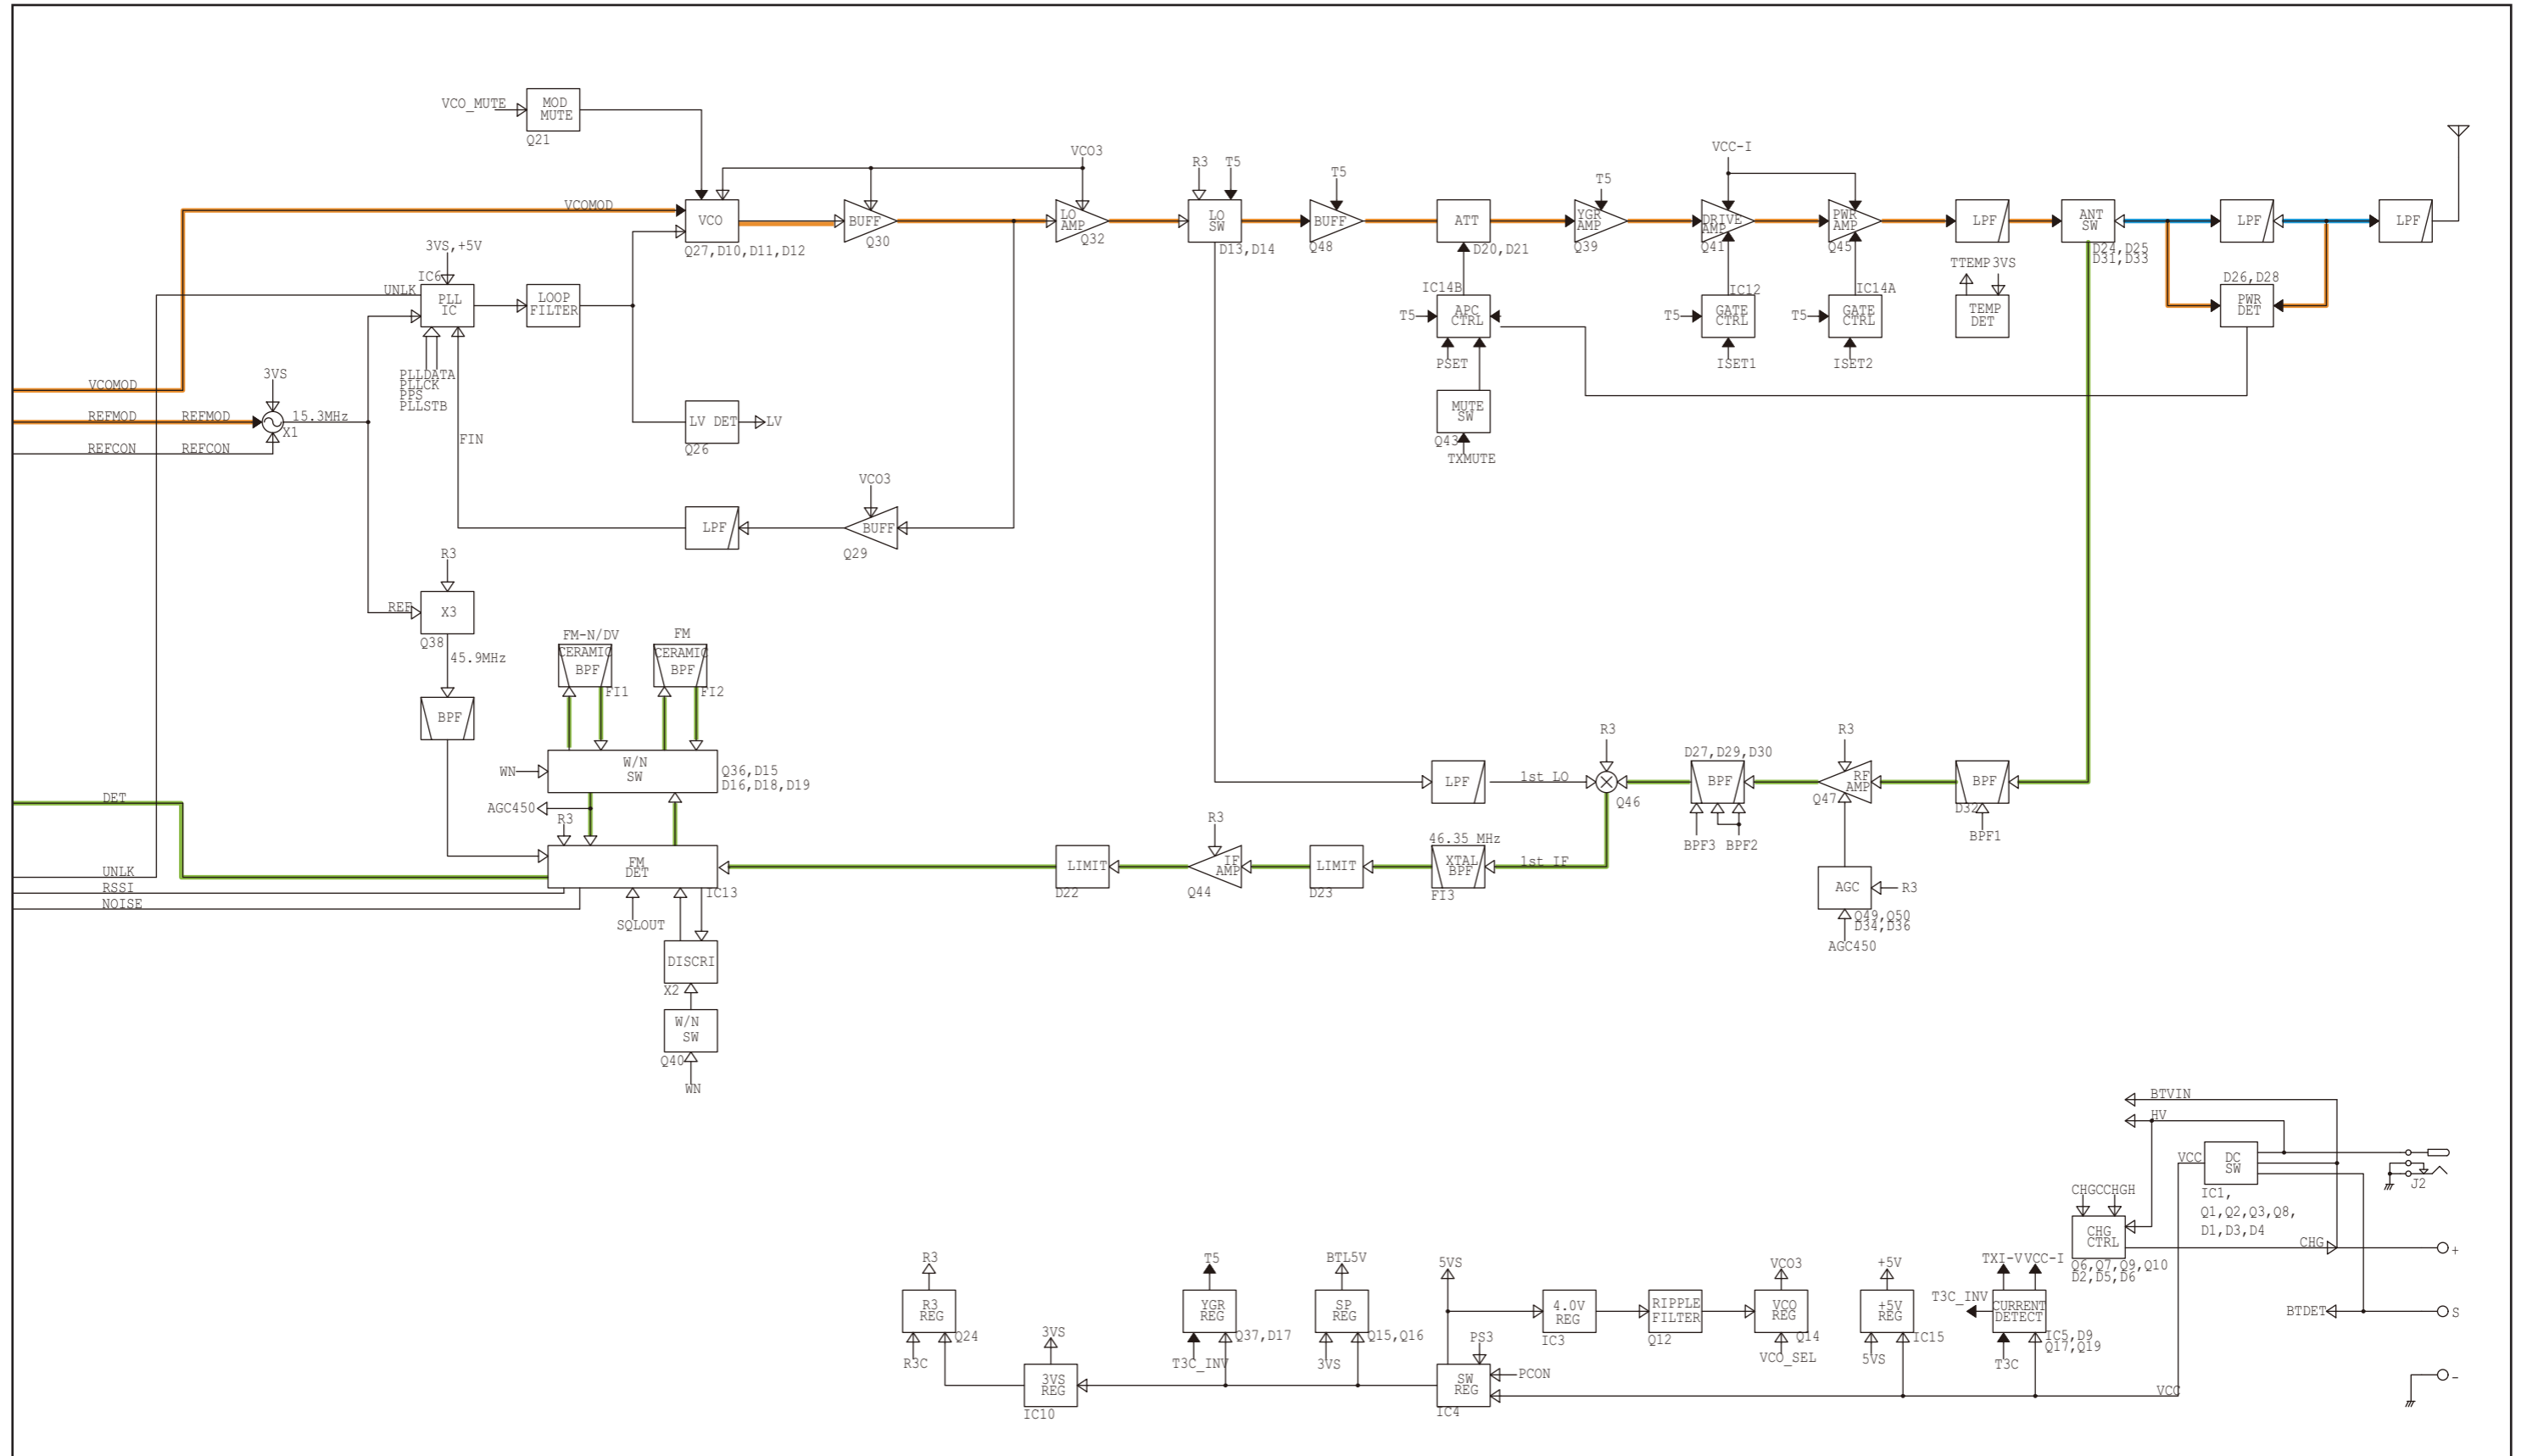 VCO_MUTE
MOD
MUTE
Q21
VCO3
R3
T5
T5
T5
VCC-I
VCOMOD
VCO
Q27,D10,D11,D12
BUFF
Q30
LO
AMP
Q32
LO
SW
D13,D14
BUFF
Q48
ATT
D20,D21
YGR
AMP
Q39
DRIVE
AMP
Q41
PWR
AMP
Q45
LPF
ANT
SW
D24,D25
D31,D33
LPF
LPF
3VS,+5V
IC6
UNLK
PLL
IC
LOOP
FILTER
PLLDATA
PLLCK
PPS
PLLSTB
IC14B
T5
APC
CTRL
PSET
MUTE
SW
Q43
TXMUTE
IC12
T5
GATE
CTRL
ISET1
IC14A
T5
GATE
CTRL
ISET2
TTEMP
3VS
TEMP
DET
D26,D28
PWR
DET
VCOMOD
REFMOD
REFMOD
REFCON
REFCON
3VS
15.3MHz
X1
FIN
LV DET
LV
Q26
VCO3
LPF
BUFF
Q29
R3
REF
X3
Q38
45.9MHz
BPF
FM-N/DV
CERAMIC
BPF
FI1
FM
CERAMIC
BPF
FI2
WN
W/N
SW
Q36,D15
D16,D18,D19
AGC450
R3
DET
FM
DET
IC13
UNLK
RSSI
NOISE
SQLOUT
DISCRI
X2
W/N
SW
Q40
WN
LPF
1st LO
R3
Q46
D27,D29,D30
BPF
BPF3
BPF2
R3
RF
AMP
Q47
BPF
D32
BPF1
LIMIT
D22
R3
IF
AMP
Q44
LIMIT
D23
46.35 MHz
XTAL
BPF
FI3
1st IF
AGC
R3
Q49,Q50
D34,D36
AGC450
BTVIN
HV
VCC
DC
SW
IC1,
Q1,Q2,Q3,Q8,
D1,D3,D4
J2
CHGC
CHGH
CHG
CTRL
Q6,Q7,Q9,Q10
D2,D5,D6
CHG
+
BTDET
S
-
R3
R3
REG
Q24
R3C
3VS
3VS
REG
IC10
T5
YGR
REG
Q37,D17
T3C_INV
BTL5V
SP
REG
Q15,Q16
3VS
5VS
PS3
SW
REG
IC4
PCON
4.0V
REG
IC3
RIPPLE
FILTER
Q12
VCO3
VCO
REG
Q14
VCO_SEL
+5V
+5V
REG
IC15
5VS
TXI-V
VCC-I
T3C_INV
CURRENT
DETECT
IC5,D9
Q17,Q19
T3C
VCC